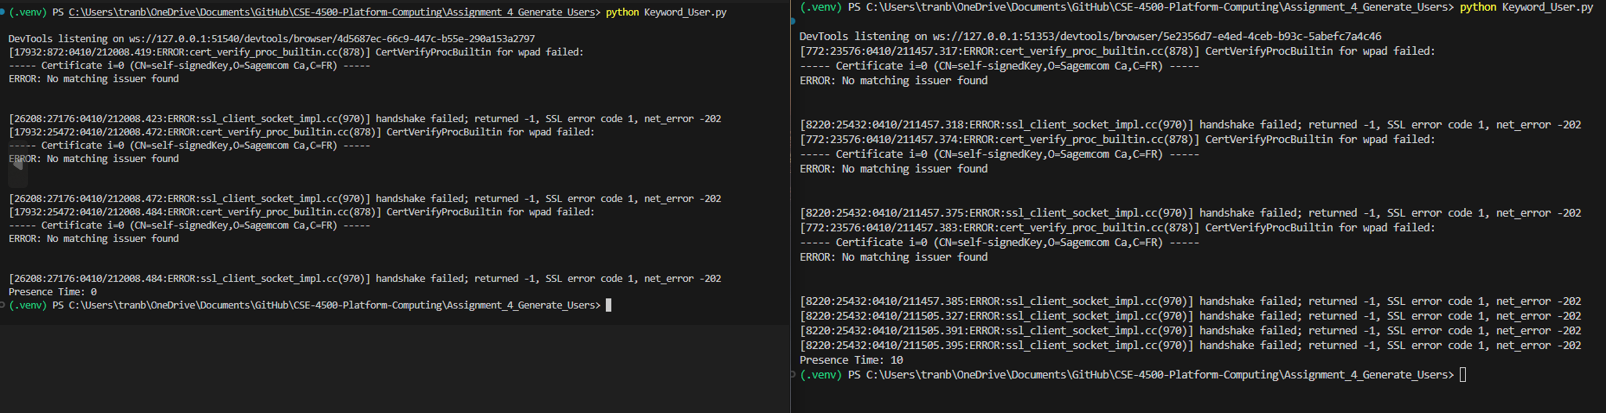 (.venv) PS C:\Users\tranb\OneDrive\Documents\GitHub\CSE-4500-Platform-Computing\Assignment_4_Generate_Users> python Keyword_User.py
DevTools listening on ws://127.0.0.1:51540/devtools/browser/4d5687ec-66c9-447c-b55e-290a153a2797
[17932:872:0410/212008.419:ERROR:cert_verify_proc_builtin.cc(878)] CertVerifyProcBuiltin for wpad failed:
----- Certificate i=0 (CN=self-signedKey,O=Sagemcom Ca,C=FR) -----
ERROR: No matching issuer found
[26208:27176:0410/212008.423:ERROR:ssl_client_socket_impl.cc(970)] handshake failed; returned -1, SSL error code 1, net_error -202
[17932:25472:0410/212008.472:ERROR:cert_verify_proc_builtin.cc(878)] CertVerifyProcBuiltin for wpad failed:
----- Certificate i=0 (CN=self-signedKey,O=Sagemcom Ca,C=FR) -----
ERROR: No matching issuer found
[26208:27176:0410/212008.472:ERROR:ssl_client_socket_impl.cc(970)] handshake failed; returned -1, SSL error code 1, net_error -202
[17932:25472:0410/212008.484:ERROR:cert_verify_proc_builtin.cc(878)] CertVerifyProcBuiltin for wpad failed:
----- Certificate i=0 (CN=self-signedKey,O=Sagemcom Ca,C=FR) -----
ERROR: No matching issuer found
[26208:27176:0410/212008.484:ERROR:ssl_client_socket_impl.cc(970)] handshake failed; returned -1, SSL error code 1, net_error -202
Presence Time: 0
(.venv) PS C:\Users\tranb\OneDrive\Documents\GitHub\CSE-4500-Platform-Computing\Assignment_4_Generate_Users>
(.venv) PS C:\Users\tranb\OneDrive\Documents\GitHub\CSE-4500-Platform-Computing\Assignment_4_Generate_Users> python Keyword_User.py
DevTools listening on ws://127.0.0.1:51353/devtools/browser/5e2356d7-e4ed-4ceb-b93c-5abefc7a4c46
[772:23576:0410/211457.317:ERROR:cert_verify_proc_builtin.cc(878)] CertVerifyProcBuiltin for wpad failed:
----- Certificate i=0 (CN=self-signedKey,O=Sagemcom Ca,C=FR) -----
ERROR: No matching issuer found
[8220:25432:0410/211457.318:ERROR:ssl_client_socket_impl.cc(970)] handshake failed; returned -1, SSL error code 1, net_error -202
[772:23576:0410/211457.374:ERROR:cert_verify_proc_builtin.cc(878)] CertVerifyProcBuiltin for wpad failed:
----- Certificate i=0 (CN=self-signedKey,O=Sagemcom Ca,C=FR) -----
ERROR: No matching issuer found
[8220:25432:0410/211457.375:ERROR:ssl_client_socket_impl.cc(970)] handshake failed; returned -1, SSL error code 1, net_error -202
[772:23576:0410/211457.383:ERROR:cert_verify_proc_builtin.cc(878)] CertVerifyProcBuiltin for wpad failed:
----- Certificate i=0 (CN=self-signedKey,O=Sagemcom Ca,C=FR) -----
ERROR: No matching issuer found
[8220:25432:0410/211457.385:ERROR:ssl_client_socket_impl.cc(970)] handshake failed; returned -1, SSL error code 1, net_error -202
[8220:25432:0410/211505.327:ERROR:ssl_client_socket_impl.cc(970)] handshake failed; returned -1, SSL error code 1, net_error -202
[8220:25432:0410/211505.391:ERROR:ssl_client_socket_impl.cc(970)] handshake failed; returned -1, SSL error code 1, net_error -202
[8220:25432:0410/211505.395:ERROR:ssl_client_socket_impl.cc(970)] handshake failed; returned -1, SSL error code 1, net_error -202
Presence Time: 10
(.venv) PS C:\Users\tranb\OneDrive\Documents\GitHub\CSE-4500-Platform-Computing\Assignment_4_Generate_Users>